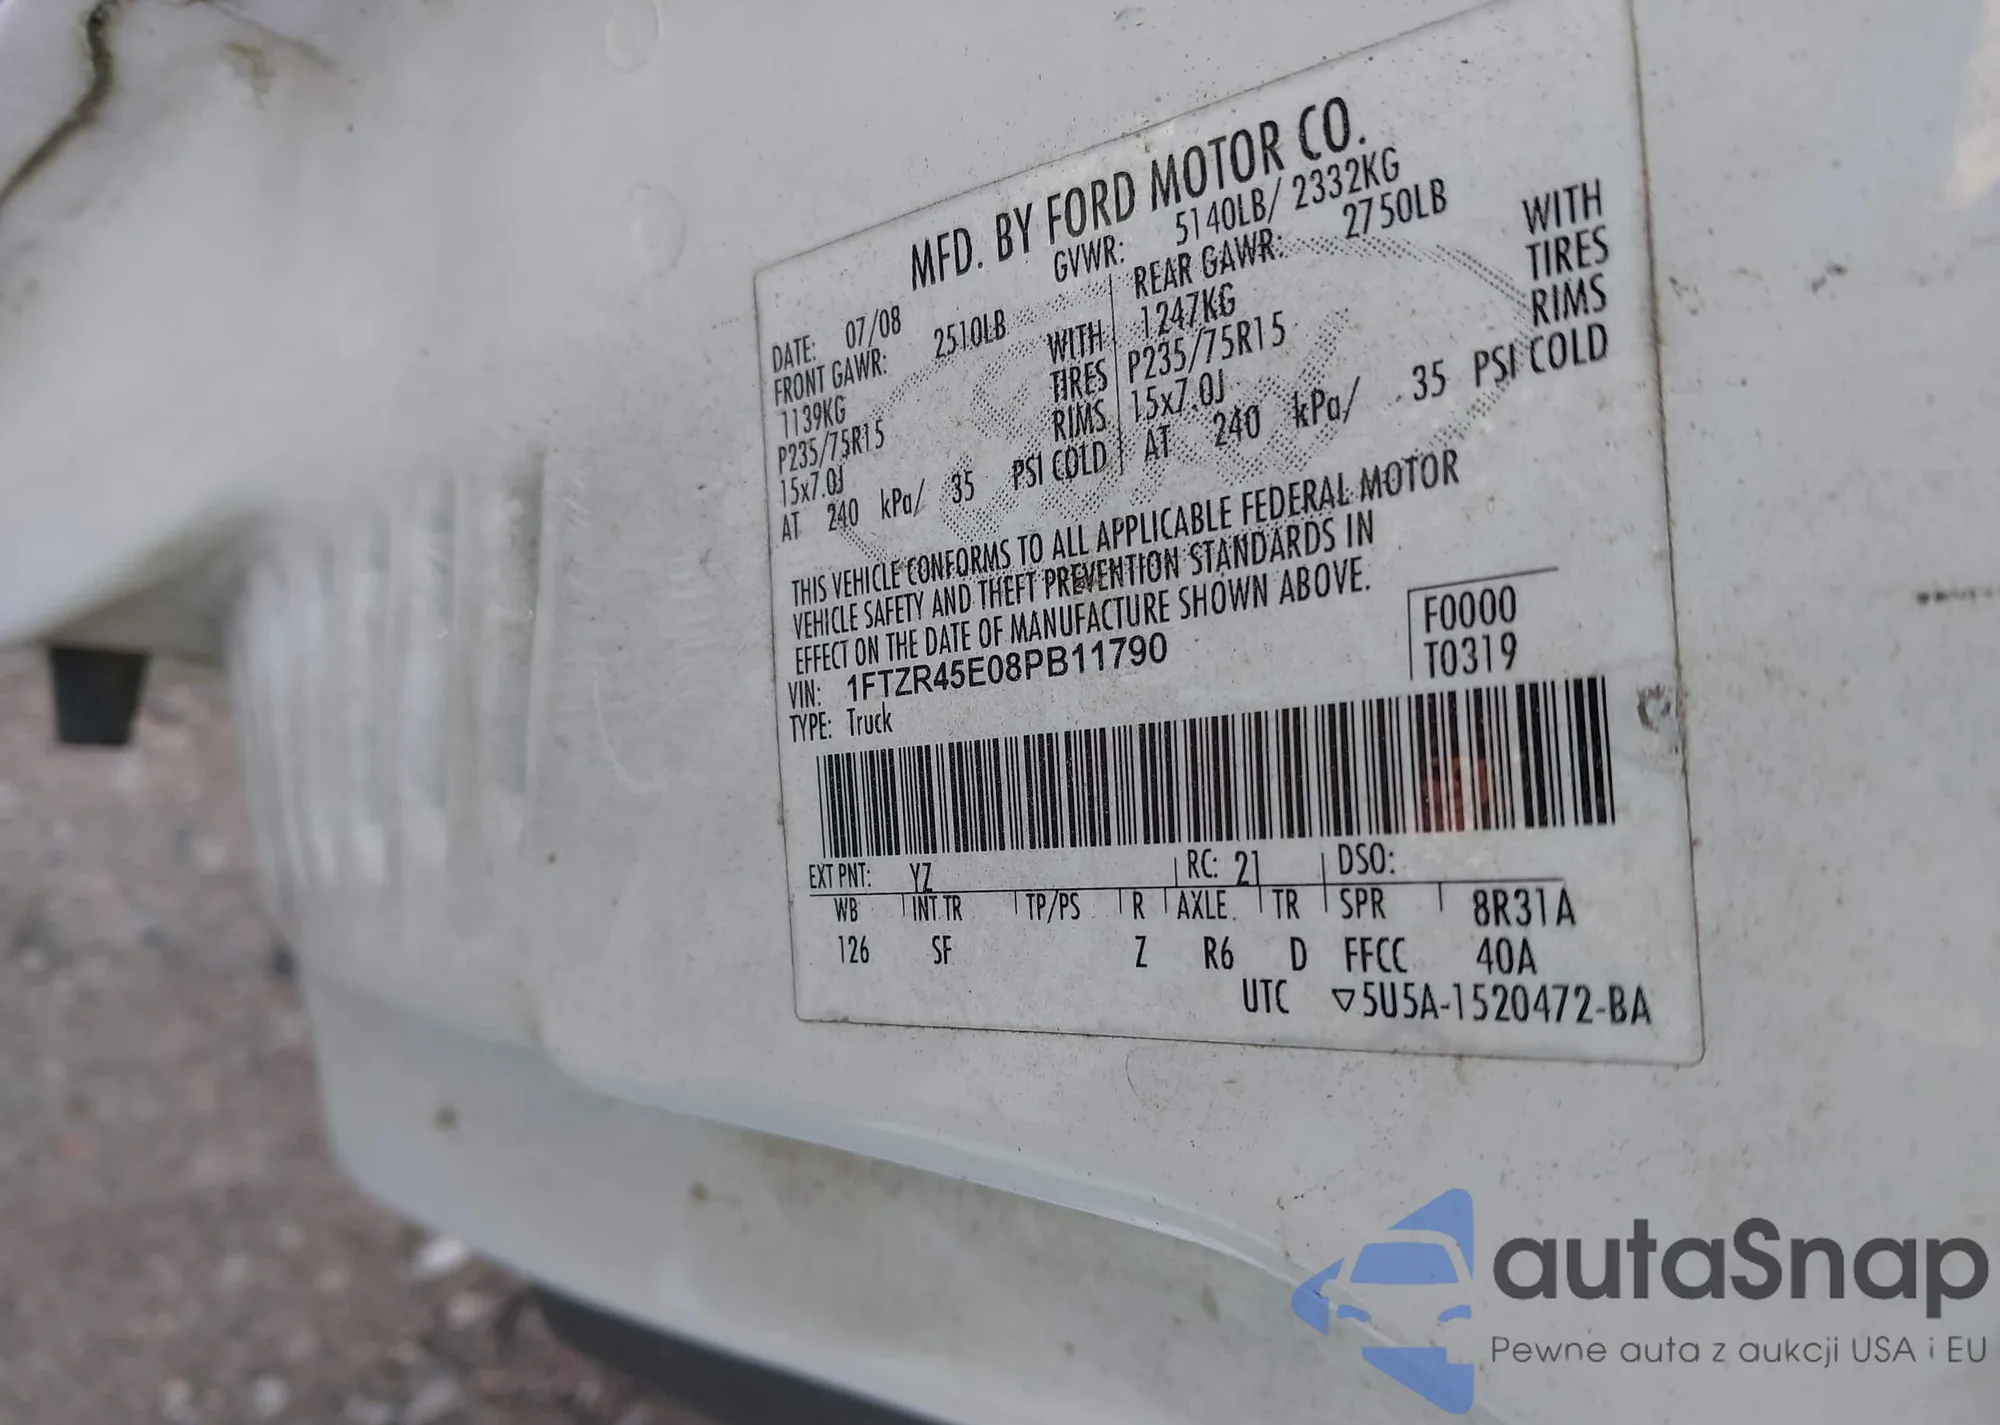 MFD. BY FORD MOTOR CO.
DATE: 07/08 GVWR: 5140LB/ 2332KG
FRONT GAWR: 2510LB REAR GAWR: 2750LB
1139KG WITH 1247KG WITH
P235/75R15 TIRES P235/75R15 TIRES
15x7.0J RIMS 15x7.0J RIMS
AT 240 kPa/ 35 PSI COLD AT 240 kPa/ 35 PSI COLD
THIS VEHICLE CONFORMS TO ALL APPLICABLE FEDERAL MOTOR
VEHICLE SAFETY AND THEFT PREVENTION STANDARDS IN
EFFECT ON THE DATE OF MANUFACTURE SHOWN ABOVE.
VIN: 1FTZR45E08PB11790 F0000
TYPE: Truck T0319
EXT PNT: YZ RC: 21 DSO:
WB INT TR TP/PS R AXLE TR SPR 8R31A
126 SF Z R6 D FFCC 40A
UTC ▽5U5A-1520472-BA
autaSnap
Pewne auta z aukcji USA i EU